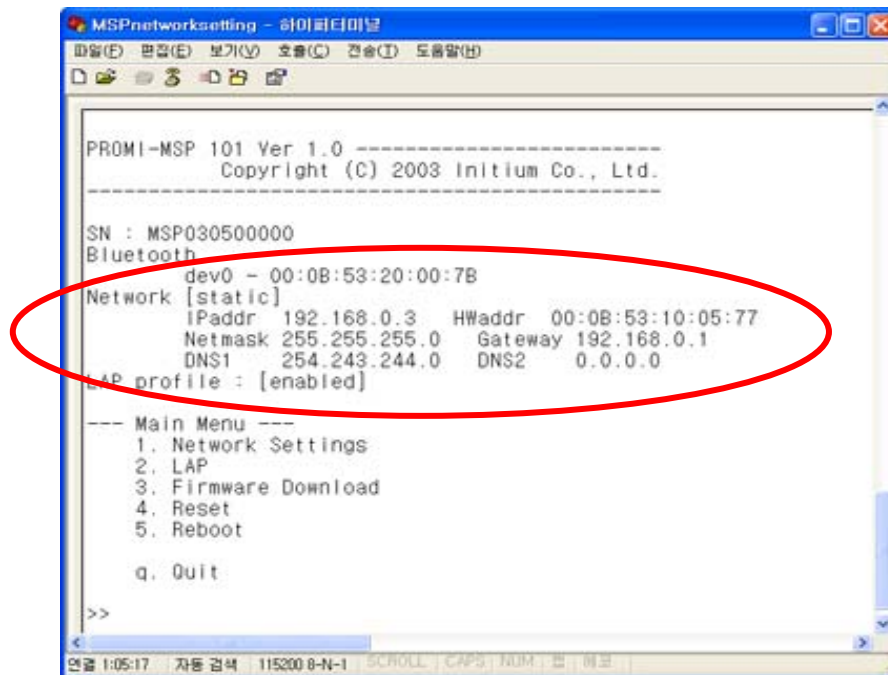 MSPnetworksetting - 하이퍼터미널
파일(F) 편집(E) 보기(V) 호출(C) 전송(T) 도움말(H)
PROMI-MSP 101 Ver 1.0 -------------------------
Copyright (C) 2003 Initium Co., Ltd.
----------------------------------------------
SN : MSP030500000
Bluetooth
dev0 - 00:0B:53:20:00:7B
Network [static]
IPaddr 192.168.0.3 HWaddr 00:0B:53:10:05:77
Netmask 255.255.255.0 Gateway 192.168.0.1
DNS1 254.243.244.0 DNS2 0.0.0.0
LAP profile : [enabled]
--- Main Menu ---
1. Network Settings
2. LAP
3. Firmware Download
4. Reset
5. Reboot
q. Quit
>>
연결 1:05:17 자동 검색 115200 8-N-1 SCROLL CAPS NUM 캡 에코